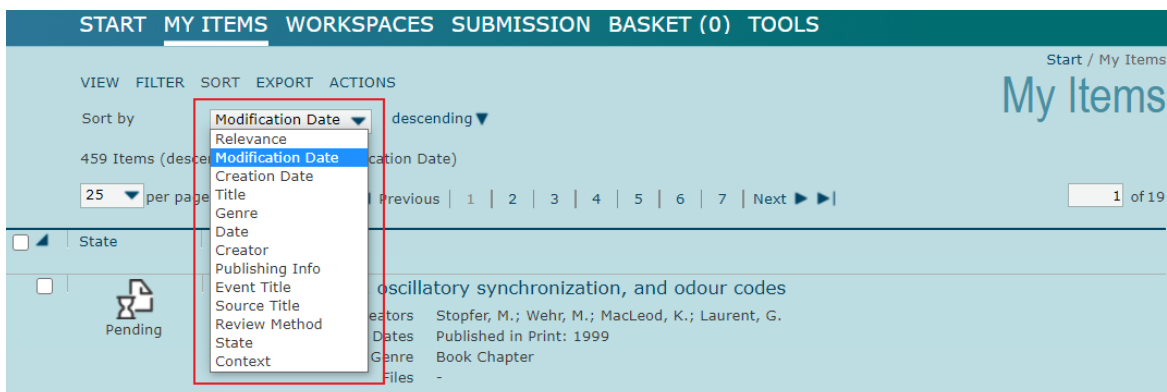 START MY ITEMS WORKSPACES SUBMISSION BASKET (0) TOOLS
Start / My Items
My Items
VIEW FILTER SORT EXPORT ACTIONS
Sort by Modification Date descending
Relevance
459 Items (descen Modification Date cation Date)
Creation Date
25 per page Title Previous 1 2 3 4 5 6 7 Next 1 of 19
Genre
Date
State Creator
Publishing Info
Event Title oscillatory synchronization, and odour codes
Source Title eators Stopfer, M.; Wehr, M.; MacLeod, K.; Laurent, G.
Pending Review Method
State Dates Published in Print: 1999
Context Genre Book Chapter
Files -